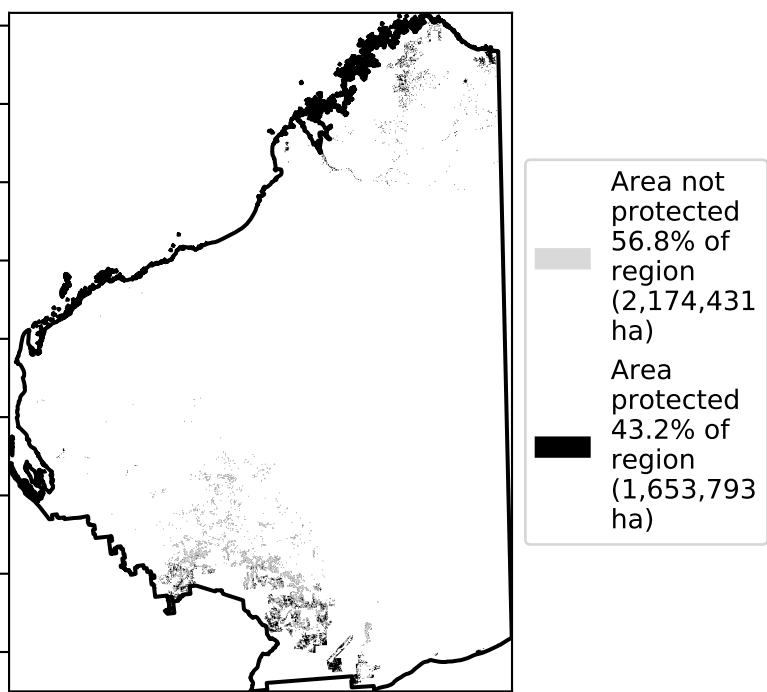 Area not
protected
56.8% of
region
(2,174,431
ha)
Area
protected
43.2% of
region
(1,653,793
ha)